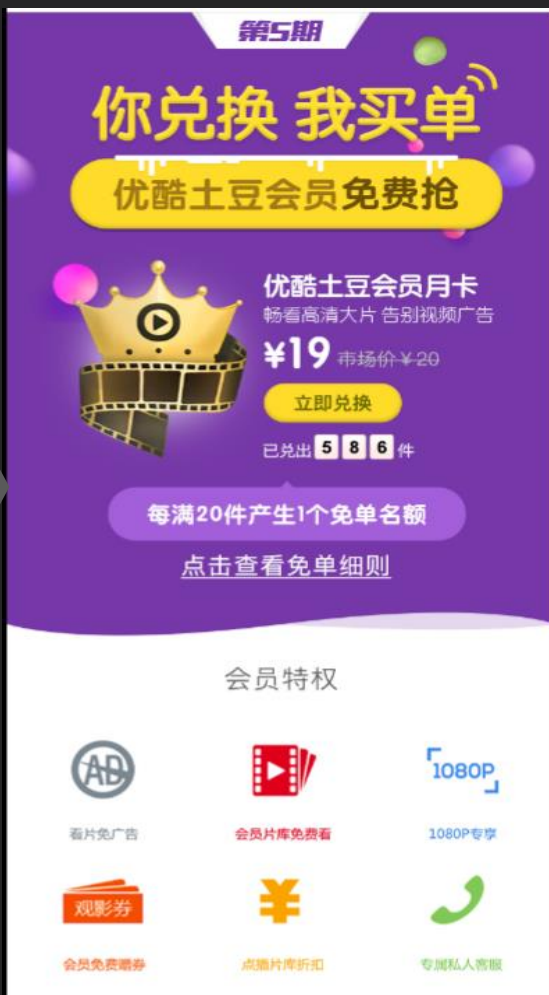 第5期
你兑换 我买单
优酷土豆会员免费抢
优酷土豆会员月卡
畅看高清大片 告别视频广告
¥19 市场价¥20
立即兑换
已兑出 5 8 6 件
每满20件产生1个免单名额
点击查看免单细则
会员特权
AD
1080P
看片免广告
会员片库免费看
1080P专享
观影券
¥
会员免费赠券
点播片库折扣
专属私人客服